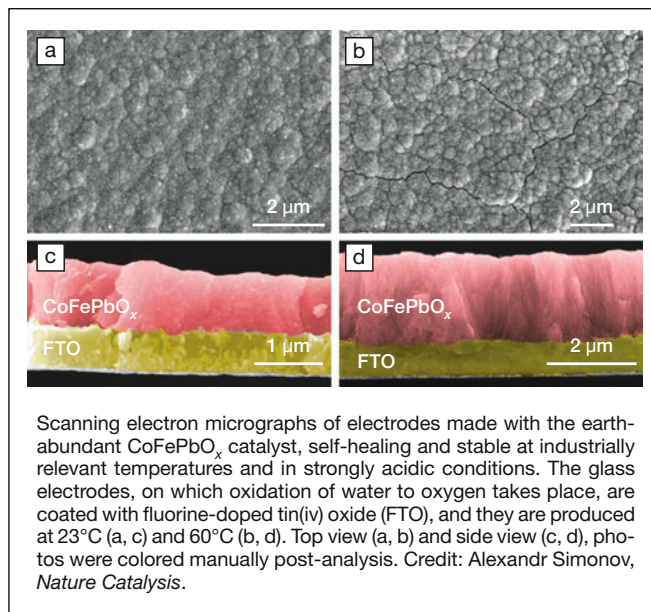 a
b
2 µm
2 µm
c
d
CoFePbOx
CoFePbOx
FTO
1 µm
FTO
2 µm
Scanning electron micrographs of electrodes made with the earth-
abundant CoFePbOx catalyst, self-healing and stable at industrially
relevant temperatures and in strongly acidic conditions. The glass
electrodes, on which oxidation of water to oxygen takes place, are
coated with fluorine-doped tin(iv) oxide (FTO), and they are produced
at 23°C (a, c) and 60°C (b, d). Top view (a, b) and side view (c, d), pho-
tos were colored manually post-analysis. Credit: Alexandr Simonov,
Nature Catalysis.